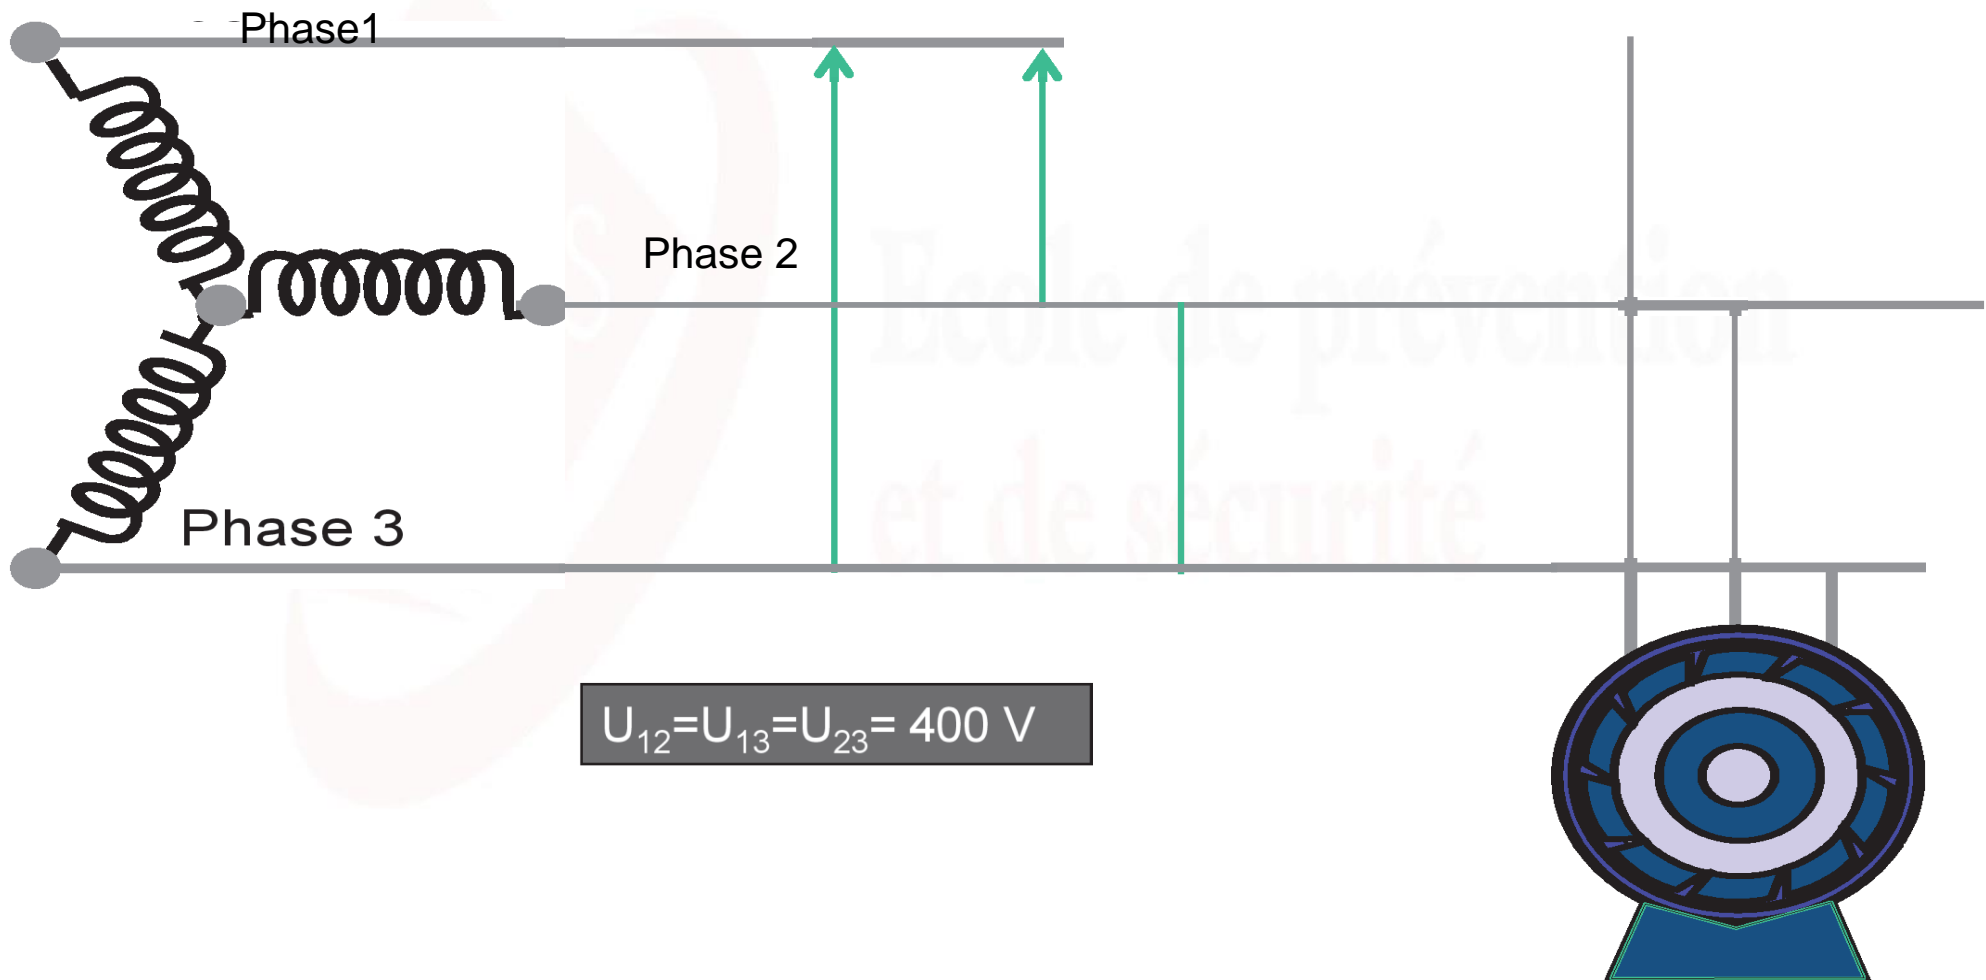 Phase1
Phase 2
Ecole de prévention
et de sécurité
Phase 3
U₁₂=U₁₃=U₂₃= 400 V